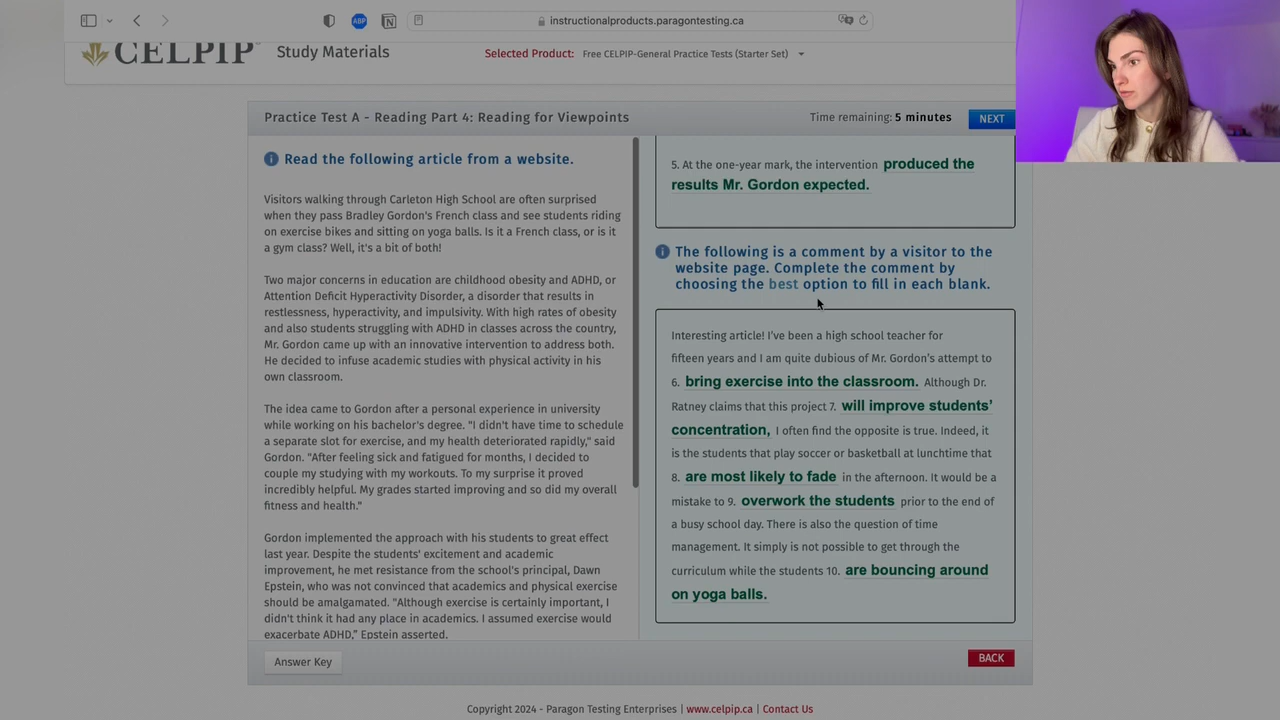 instructionalproducts.paragontesting.ca
ABP
CELPIP™ Study Materials
Selected Product: Free CELPIP-General Practice Tests (Starter Set)
Practice Test A - Reading Part 4: Reading for Viewpoints
Time remaining: 5 minutes
NEXT
Read the following article from a website.
Visitors walking through Carleton High School are often surprised
when they pass Bradley Gordon's French class and see students riding
on exercise bikes and sitting on yoga balls. Is it a French class, or is it
a gym class? Well, it's a bit of both!
Two major concerns in education are childhood obesity and ADHD, or
Attention Deficit Hyperactivity Disorder, a disorder that results in
restlessness, hyperactivity, and impulsivity. With high rates of obesity
and also students struggling with ADHD in classes across the country,
Mr. Gordon came up with an innovative intervention to address both.
He decided to infuse academic studies with physical activity in his
own classroom.
The idea came to Gordon after a personal experience in university
while working on his bachelor's degree. "I didn't have time to schedule
a separate slot for exercise, and my health deteriorated rapidly," said
Gordon. "After feeling sick and fatigued for months, I decided to
couple my studying with my workouts. To my surprise it proved
incredibly helpful. My grades started improving and so did my overall
fitness and health."
Gordon implemented the approach with his students to great effect
last year. Despite the students' excitement and academic
improvement, he met resistance from the school's principal, Dawn
Epstein, who was not convinced that academics and physical exercise
should be amalgamated. "Although exercise is certainly important, I
didn't think it had any place in academics. I assumed exercise would
exacerbate ADHD," Epstein asserted.
5. At the one-year mark, the intervention produced the
results Mr. Gordon expected.
The following is a comment by a visitor to the
website page. Complete the comment by
choosing the best option to fill in each blank.
Interesting article! I've been a high school teacher for
fifteen years and I am quite dubious of Mr. Gordon's attempt to
6. bring exercise into the classroom. Although Dr.
Ratney claims that this project 7. will improve students'
concentration, I often find the opposite is true. Indeed, it
is the students that play soccer or basketball at lunchtime that
8. are most likely to fade in the afternoon. It would be a
mistake to 9. overwork the students prior to the end of
a busy school day. There is also the question of time
management. It simply is not possible to get through the
curriculum while the students 10. are bouncing around
on yoga balls.
Answer Key
BACK
Copyright 2024 - Paragon Testing Enterprises | www.celpip.ca | Contact Us